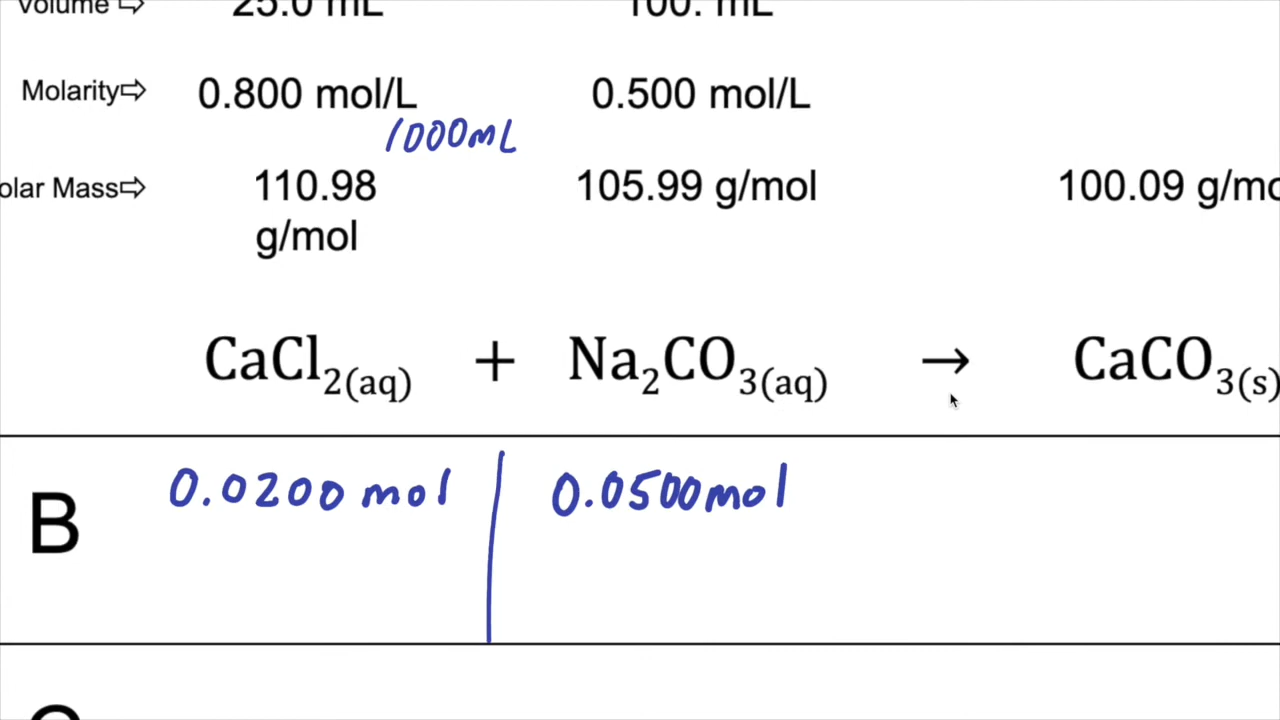 Volume ⇨ 25.0 mL 100. mL
Molarity⇨ 0.800 mol/L 0.500 mol/L
1000mL
olar Mass⇨ 110.98 105.99 g/mol 100.09 g/mo
g/mol
CaCl₂(aq) + Na₂CO₃(aq) → CaCO₃(s)
B 0.0200 mol 0.0500 mol